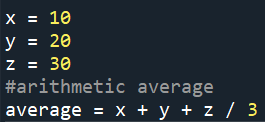 x = 10
y = 20
z = 30
#arithmetic average
average = x + y + z / 3